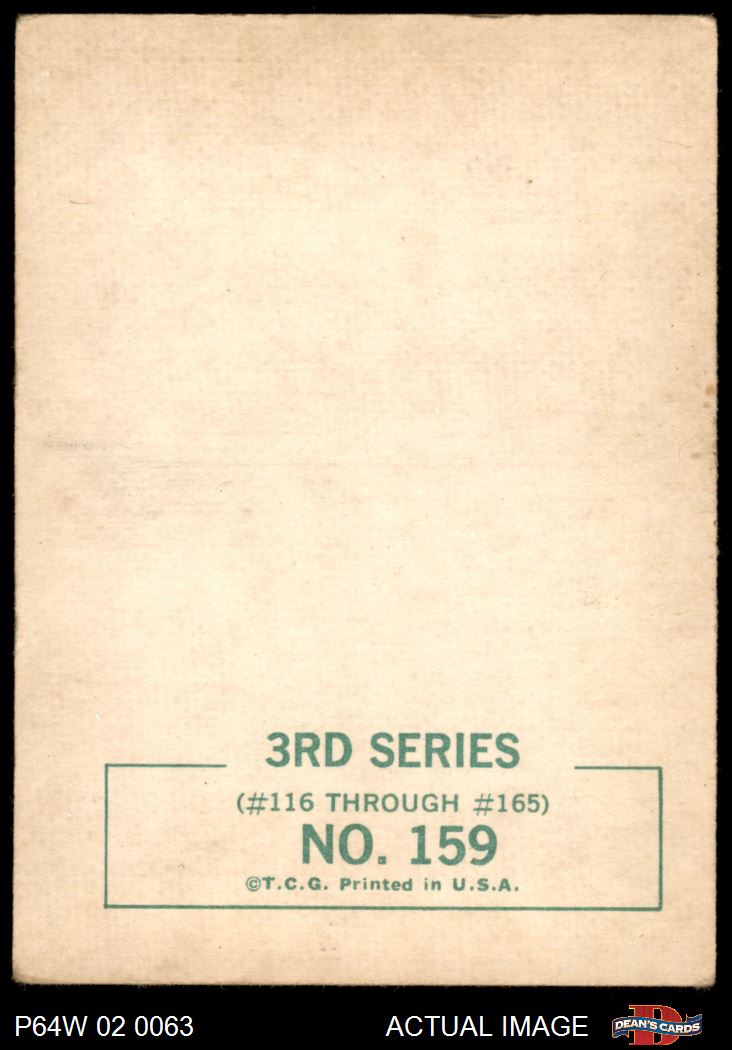 3RD SERIES
(#116 THROUGH #165)
NO. 159
©T.C.G. Printed in U.S.A.
P64W 02 0063
ACTUAL IMAGE
D
DEAN'S CARDS